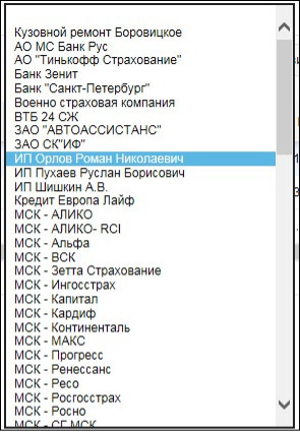 Кузовной ремонт Боровицкое
АО МС Банк Рус
АО "Тинькофф Страхование"
Банк Зенит
Банк "Санкт-Петербург"
Военно страховая компания
ВТБ 24 СЖ
ЗАО "АВТОАССИСТАНС"
ЗАО СК"ИФ"
ИП Орлов Роман Николаевич
ИП Пухаев Руслан Борисович
ИП Шишкин А.В.
Кредит Европа Лайф
МСК - АЛИКО
МСК - АЛИКО- RCI
МСК - Альфа
МСК - ВСК
МСК - Зетта Страхование
МСК - Ингосстрах
МСК - Капитал
МСК - Кардиф
МСК - Континенталь
МСК - МАКС
МСК - Прогресс
МСК - Ренессанс
МСК - Ресо
МСК - Росгосстрах
МСК - Росно
МСК - СГ МСК